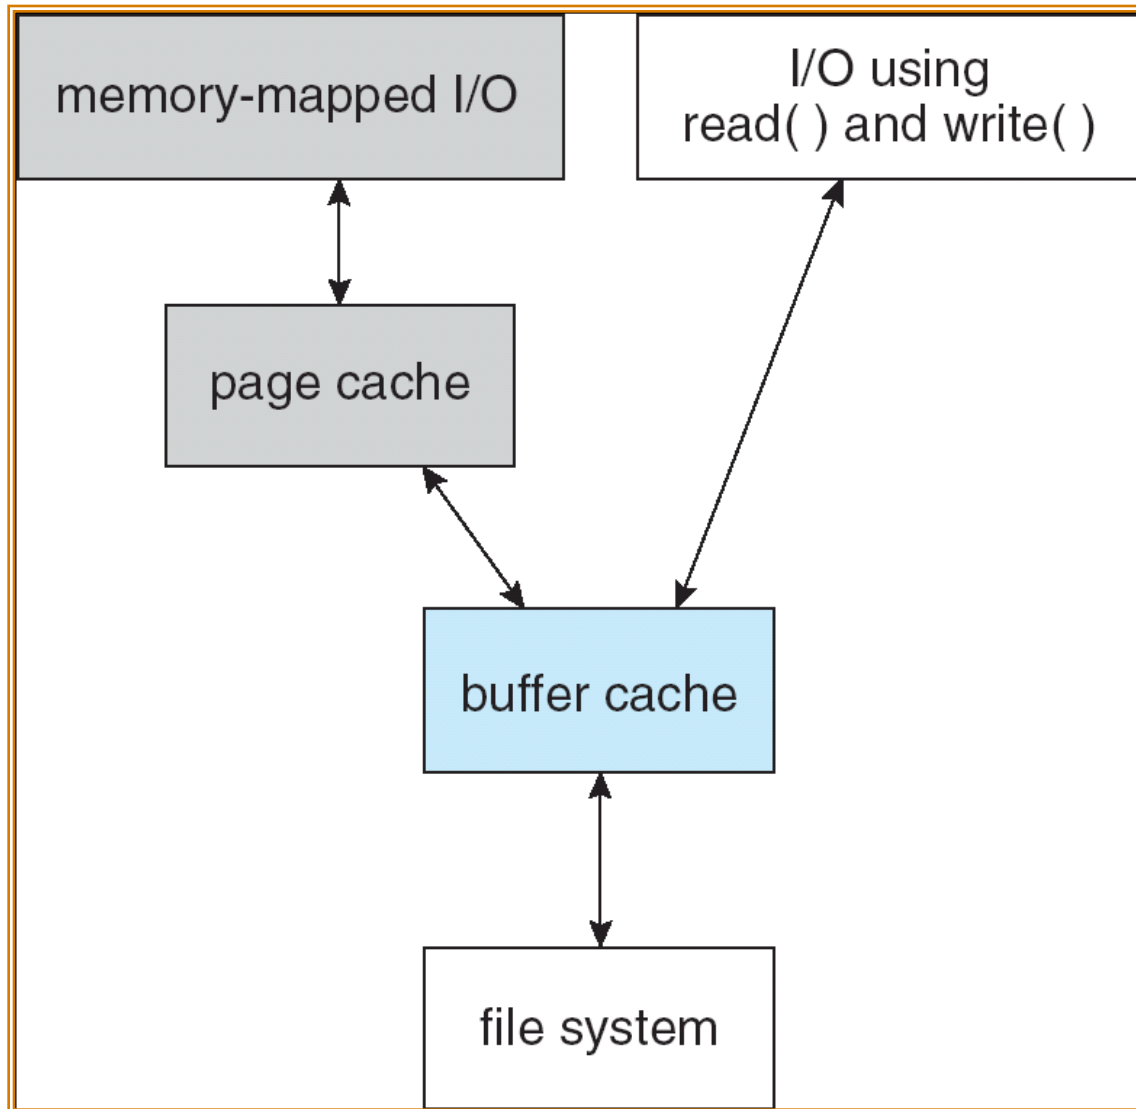 memory-mapped I/O
I/O using
read( ) and write( )
page cache
buffer cache
file system